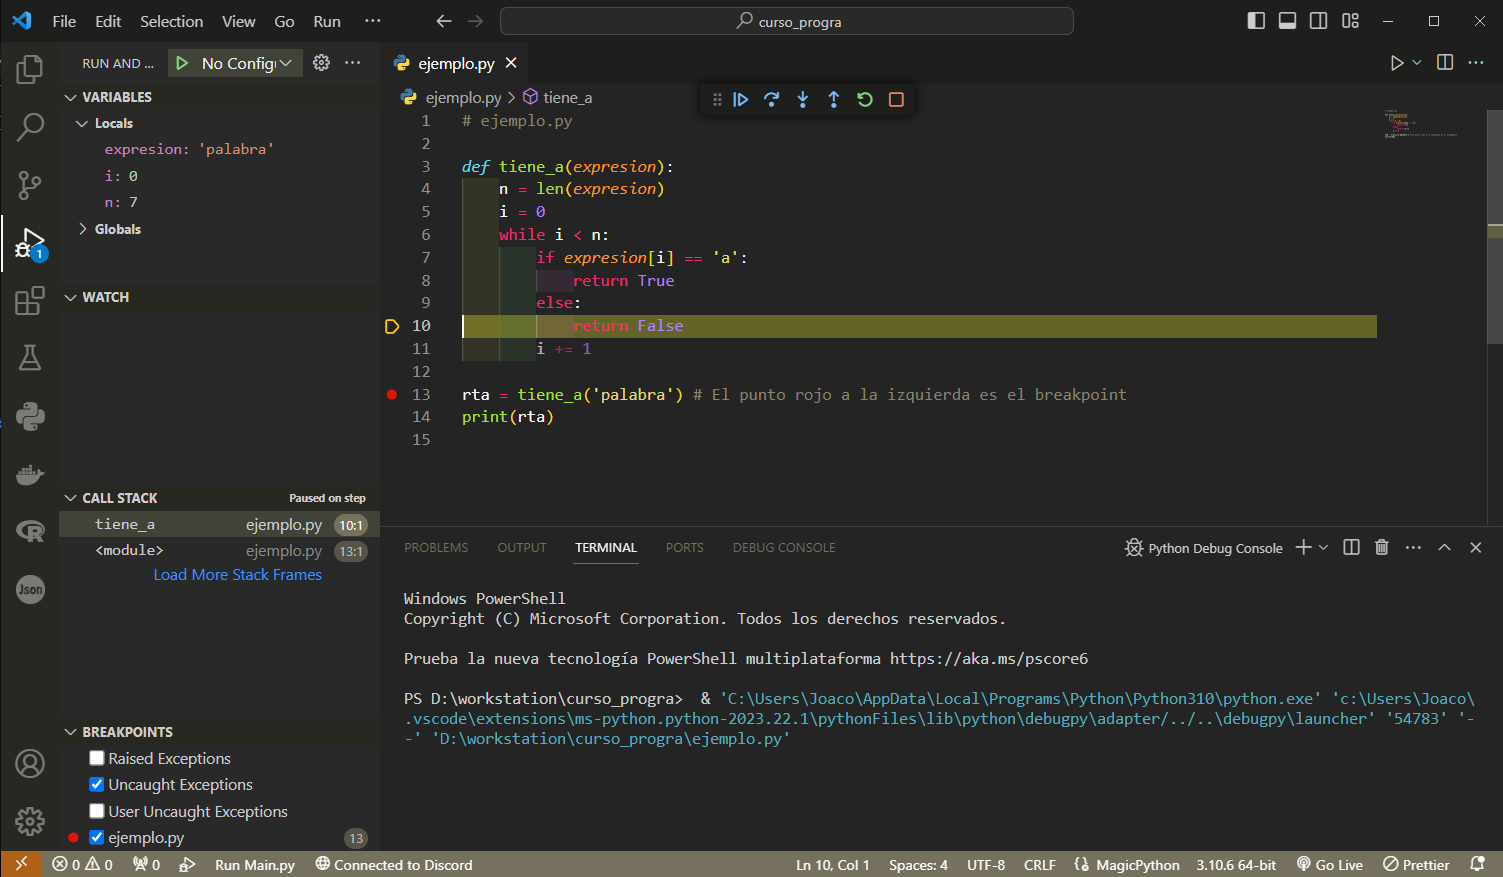 File Edit Selection View Go Run ···
curso_progra
RUN AND ... No Config
VARIABLES
Locals
expresion: 'palabra'
i: 0
n: 7
Globals
WATCH
CALL STACK Paused on step
tiene_a ejemplo.py 10:1
<module> ejemplo.py 13:1
Load More Stack Frames
BREAKPOINTS
Raised Exceptions
Uncaught Exceptions
User Uncaught Exceptions
ejemplo.py 13
1
Json
ejemplo.py
ejemplo.py > tiene_a
1 # ejemplo.py
2
3 def tiene_a(expresion):
4 n = len(expresion)
5 i = 0
6 while i < n:
7 if expresion[i] == 'a':
8 return True
9 else:
10 return False
11 i += 1
12
13 rta = tiene_a('palabra') # El punto rojo a la izquierda es el breakpoint
14 print(rta)
15
PROBLEMS OUTPUT TERMINAL PORTS DEBUG CONSOLE Python Debug Console
Windows PowerShell
Copyright (C) Microsoft Corporation. Todos los derechos reservados.
Prueba la nueva tecnología PowerShell multiplataforma https://aka.ms/pscore6
PS D:\workstation\curso_progra> & 'C:\Users\Joaco\AppData\Local\Programs\Python\Python310\python.exe' 'c:\Users\Joaco\
.vscode\extensions\ms-python.python-2023.22.1\pythonFiles\lib\python\debugpy\adapter/../..\debugpy\launcher' '54783' '-
-' 'D:\workstation\curso_progra\ejemplo.py'
0 0 0 Run Main.py Connected to Discord Ln 10, Col 1 Spaces: 4 UTF-8 CRLF MagicPython 3.10.6 64-bit Go Live Prettier